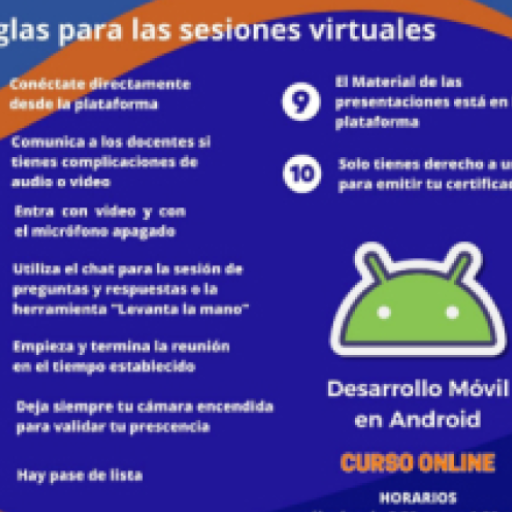 glas para las sesiones virtuales
Conéctate directamente
desde la plataforma
Comunica a los docentes si
tienes complicaciones de
audio o video
Entra con video y con
el micrófono apagado
Utiliza el chat para la sesión de
preguntas y respuestas o la
herramienta "Levanta la mano"
Empieza y termina la reunión
en el tiempo establecido
Deja siempre tu cámara encendida
para validar tu prescencia
Hay pase de lista
9
El Material de las
presentaciones está en
plataforma
10
Solo tienes derecho a u
para emitir tu certifica
Desarrollo Móvil
en Android
CURSO ONLINE
HORARIOS